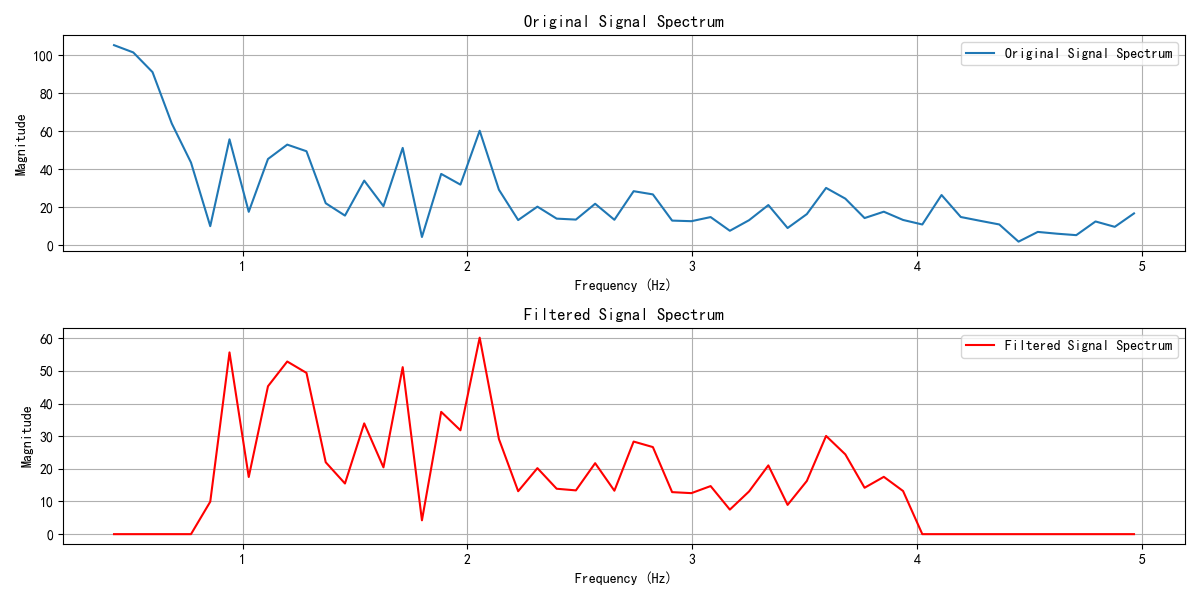 Original Signal Spectrum
Original Signal Spectrum
Magnitude
100
80
60
40
20
0
1 2 3 4 5
Frequency (Hz)
Filtered Signal Spectrum
Filtered Signal Spectrum
Magnitude
60
50
40
30
20
10
0
1 2 3 4 5
Frequency (Hz)